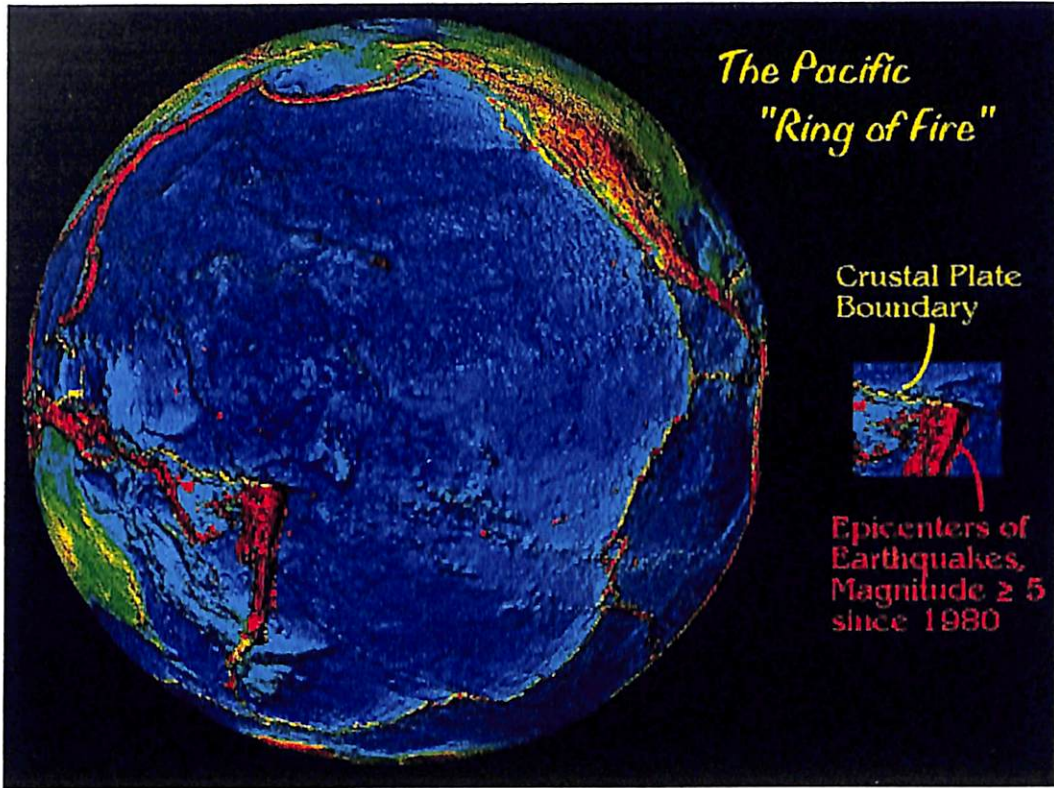 The Pacific
"Ring of Fire"
Crustal Plate
Boundary
Epicenters of
Earthquakes,
Magnitude ≥ 5
since 1980